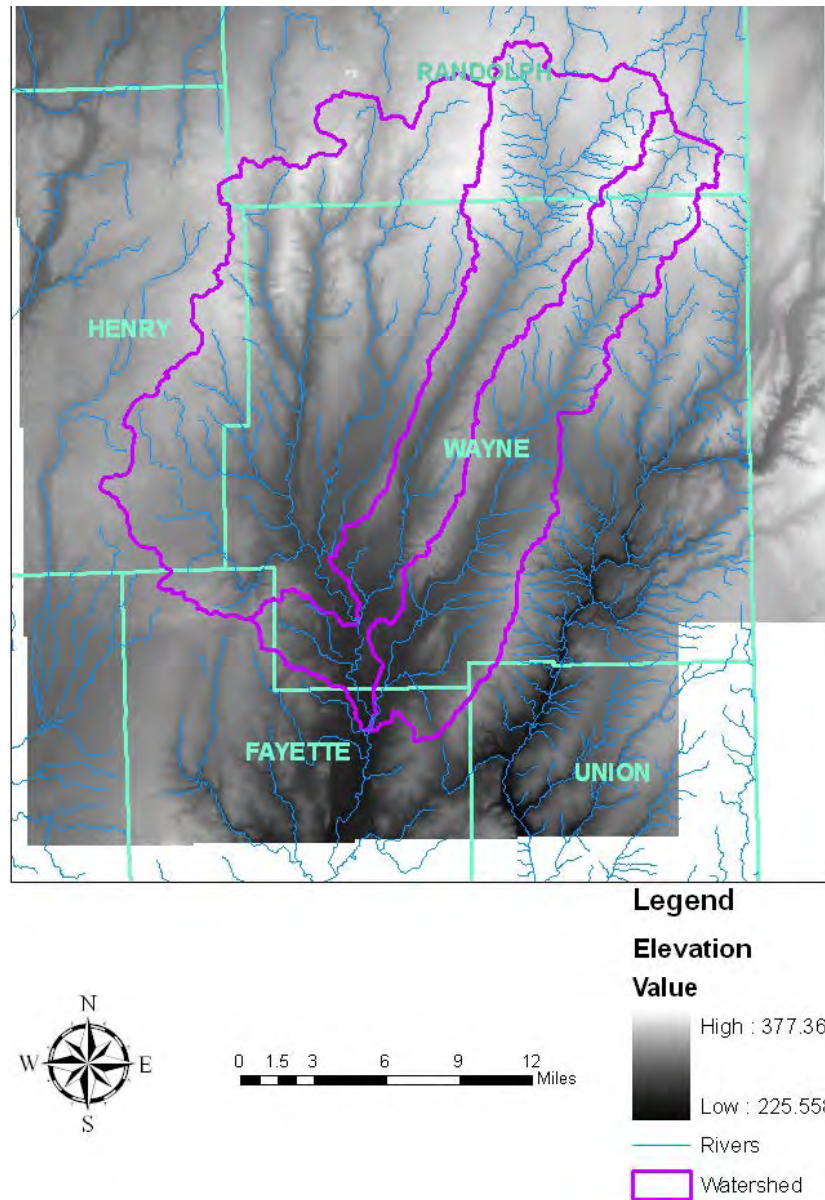 RANDOLPH
HENRY
WAYNE
FAYETTE
UNION
Legend
Elevation
Value
High : 377.36
Low : 225.558
Rivers
Watershed
N
W E
S
0 1.5 3 6 9 12
Miles